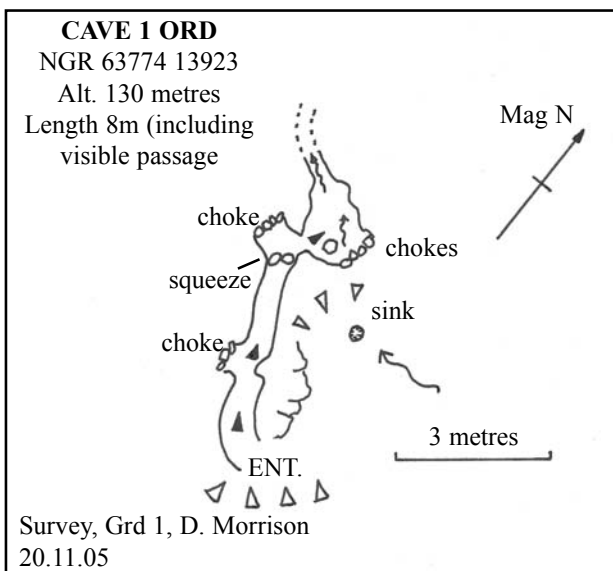 CAVE 1 ORD
NGR 63774 13923
Alt. 130 metres
Length 8m (including
visible passage
Mag N
choke
chokes
squeeze
sink
choke
3 metres
ENT.
Survey, Grd 1, D. Morrison
20.11.05